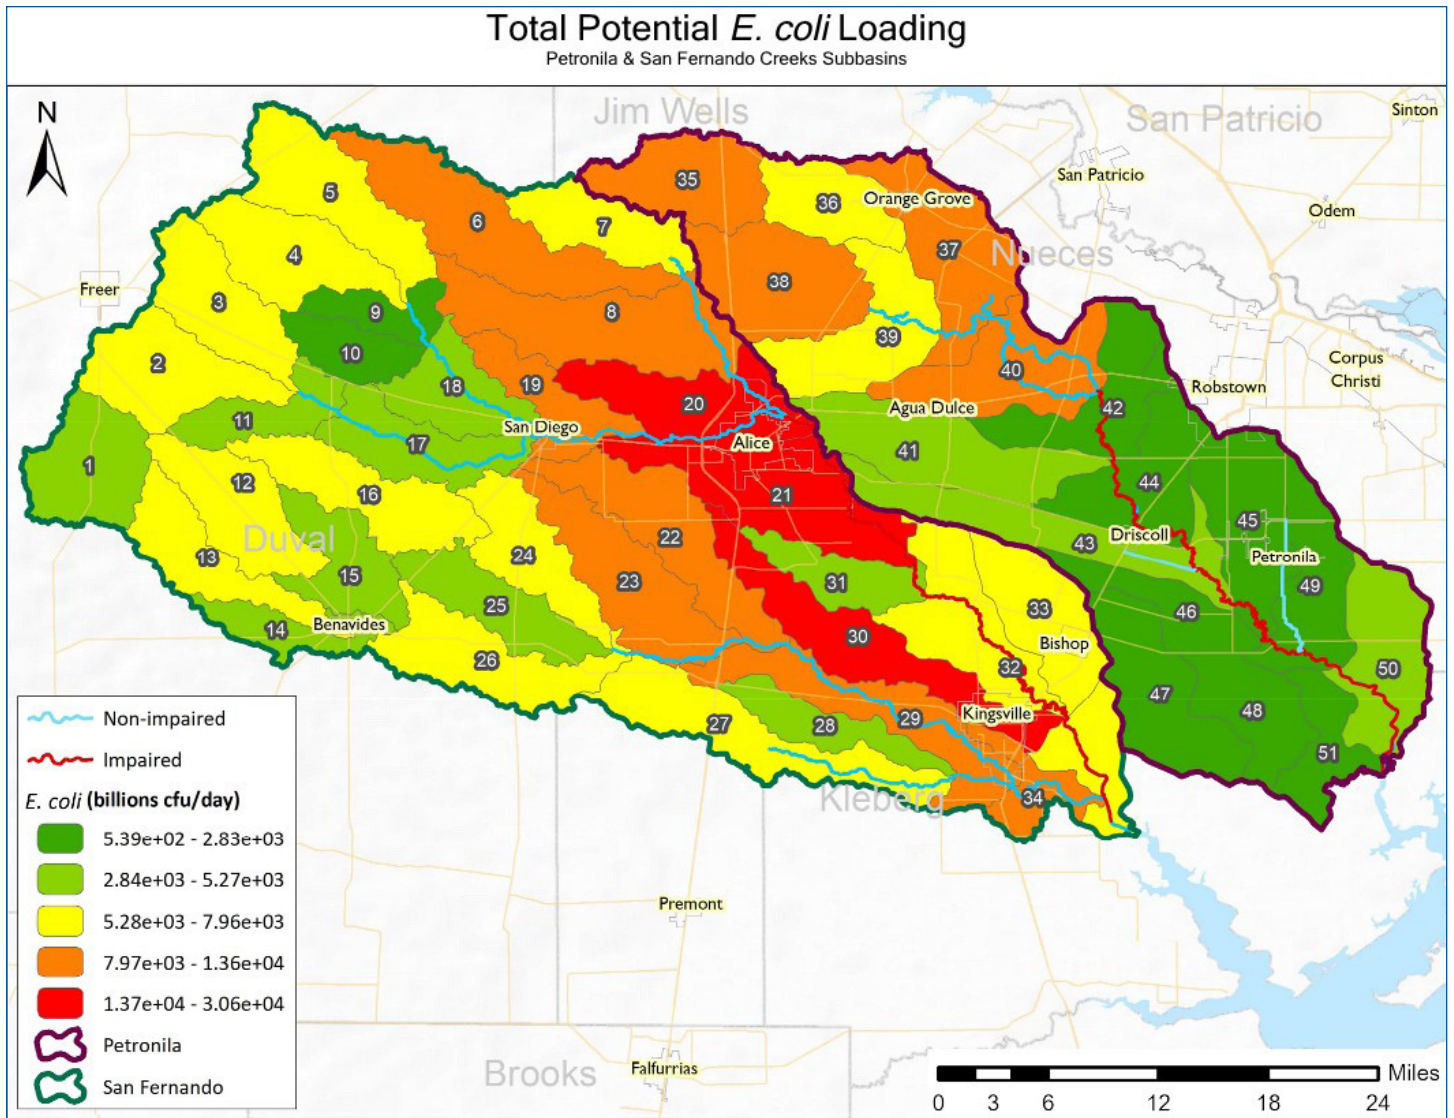 Total Potential E. coli Loading
Petronila & San Fernando Creeks Subbasins
N
Jim Wells
San Patricio
Sinton
San Patricio
Odem
Orange Grove
Nueces
Freer
Corpus
Christi
Robstown
Agua Dulce
San Diego
Alice
Duval
Driscoll
Petronila
Benavides
Bishop
Kingsville
Kleberg
Premont
Brooks
Falfurrias
35
5
36
6
7
37
4
38
3
8
9
39
10
2
40
18
19
20
42
11
17
41
1
12
44
16
21
45
22
43
13
24
15
31
23
49
25
33
46
14
30
26
32
50
47
48
29
27
28
51
34
Non-impaired
Impaired
E. coli (billions cfu/day)
5.39e+02 - 2.83e+03
2.84e+03 - 5.27e+03
5.28e+03 - 7.96e+03
7.97e+03 - 1.36e+04
1.37e+04 - 3.06e+04
Petronila
San Fernando
Miles
0 3 6 12 18 24